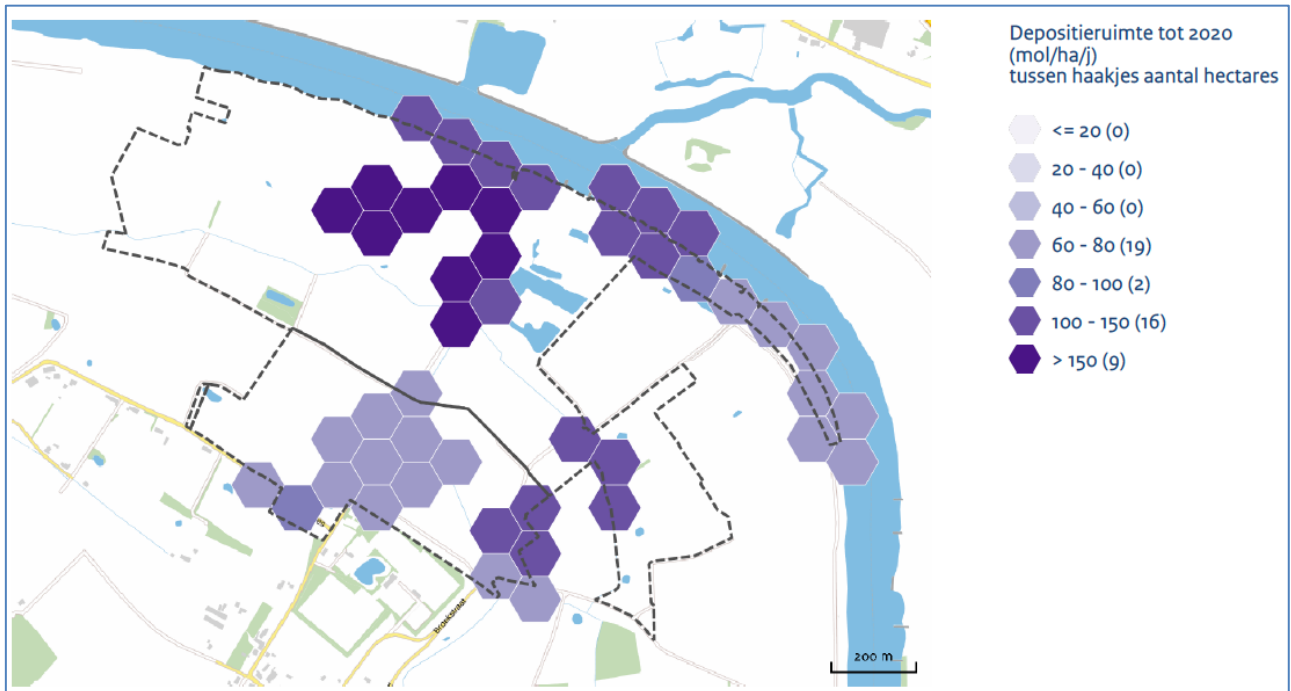 Depositieruimte tot 2020
(mol/ha/j)
tussen haakjes aantal hectares
<= 20 (0)
20 - 40 (0)
40 - 60 (0)
60 - 80 (19)
80 - 100 (2)
100 - 150 (16)
> 150 (9)
Broekstraat
200 m